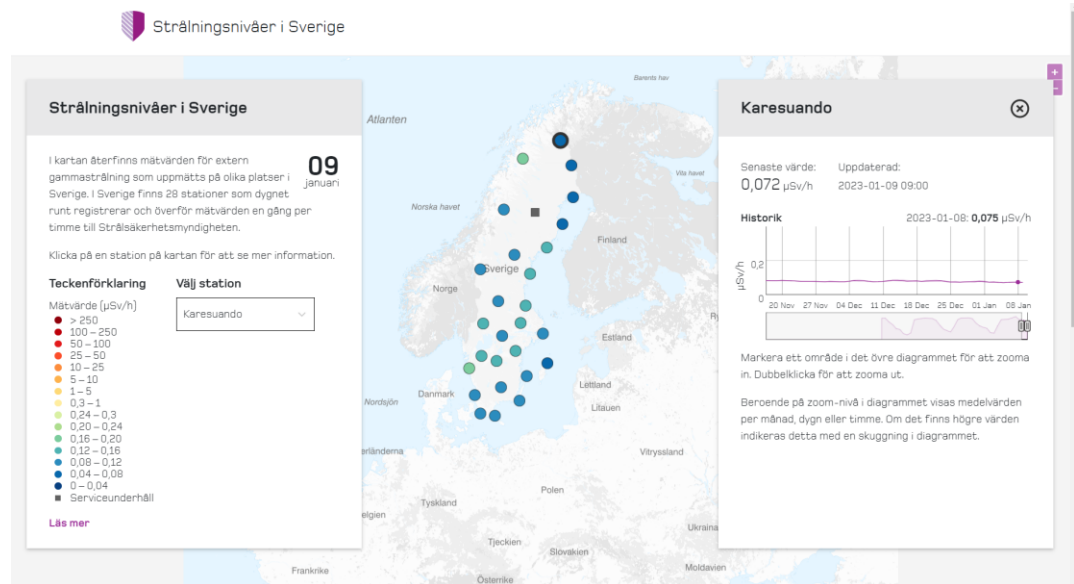 Strålningsnivåer i Sverige
Strålningsnivåer i Sverige
I kartan återfinns mätvärden för extern
gammastrålning som uppmätts på olika platser i
Sverige. I Sverige finns 28 stationer som dygnet
runt registrerar och överför mätvärden en gång per
timme till Strålsäkerhetsmyndigheten.
09
januari
Klicka på en station på kartan för att se mer information.
Teckenförklaring
Mätvärde (µSv/h)
> 250
100 – 250
50 – 100
25 – 50
10 – 25
5 – 10
1 – 5
0,3 – 1
0,24 – 0,3
0,20 – 0,24
0,16 – 0,20
0,12 – 0,16
0,08 – 0,12
0,04 – 0,08
0 – 0,04
Serviceunderhåll
Välj station
Karesuando
Läs mer
Barents hav
Atlanten
Vita havet
Norska havet
Finland
Sverige
Norge
Estland
Lettland
Danmark
Litauen
Nordsjön
Vitryssland
Polen
Tyskland
Ukraina
Tjeckien
Slovakien
Moldavien
Frankrike
Österrike
+
–
Karesuando
Senaste värde:
0,072 µSv/h
Uppdaterad:
2023-01-09 09:00
Historik
2023-01-08: 0,075 µSv/h
µSv/h
0,2
0
20 Nov 27 Nov 04 Dec 11 Dec 18 Dec 25 Dec 01 Jan 08 Jan
Markera ett område i det övre diagrammet för att zooma
in. Dubbelklicka för att zooma ut.
Beroende på zoom-nivå i diagrammet visas medelvärden
per månad, dygn eller timme. Om det finns högre värden
indikeras detta med en skuggning i diagrammet.